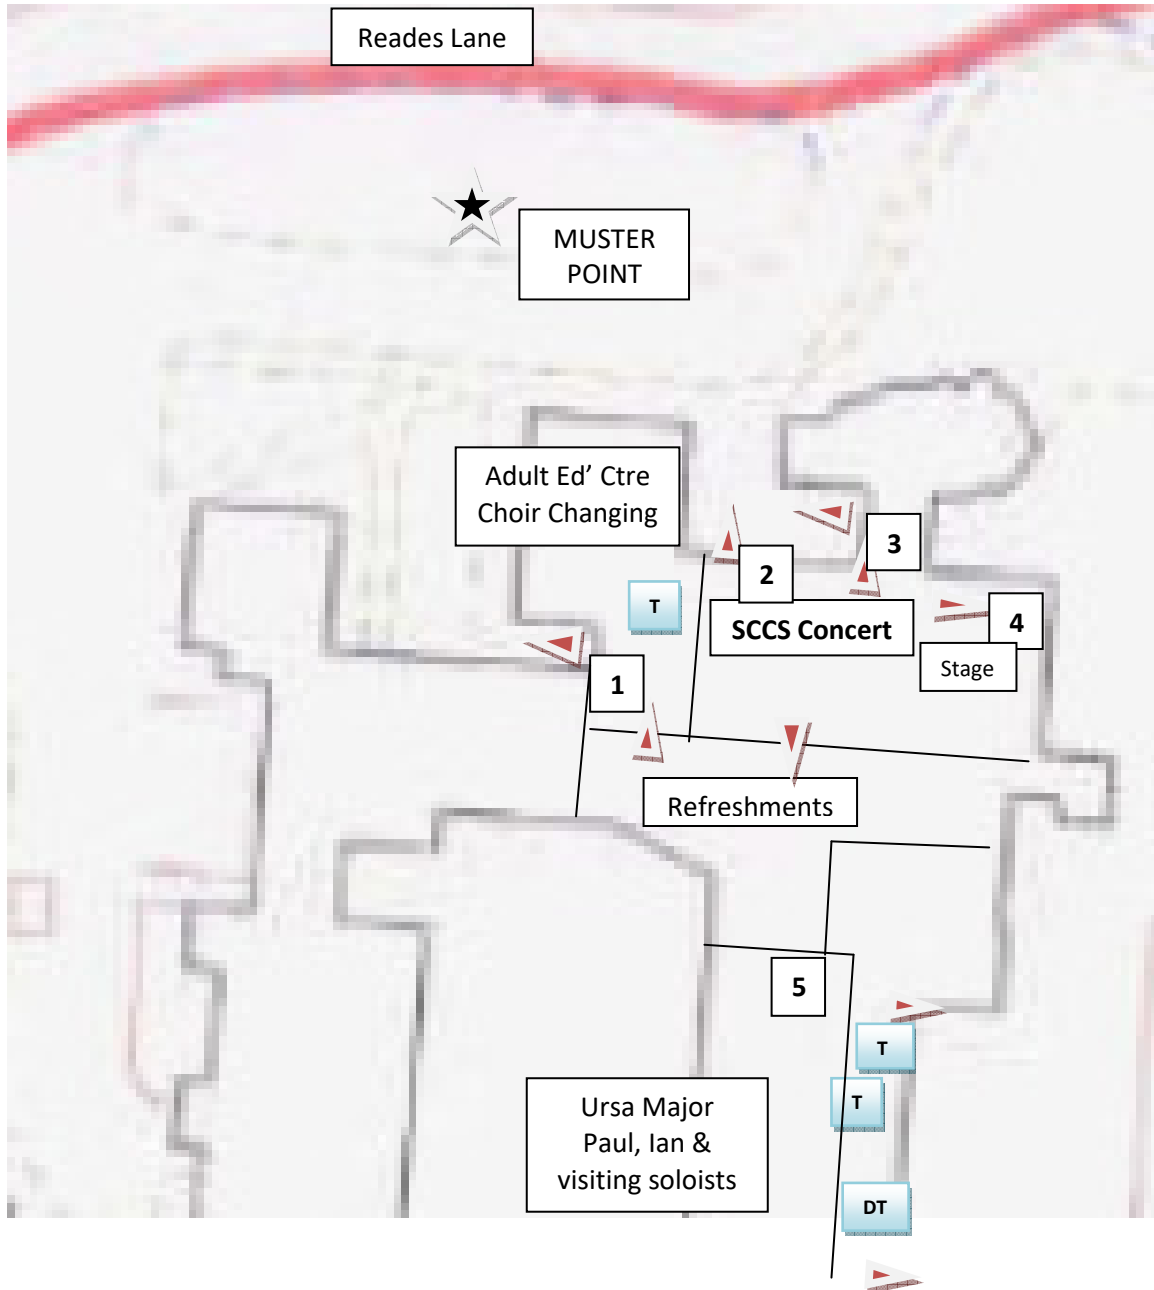 Reades Lane
MUSTER
POINT
Adult Ed’ Ctre
Choir Changing
3
2
T
SCCS Concert
4
Stage
1
Refreshments
5
T
T
Ursa Major
Paul, Ian &
visiting soloists
DT